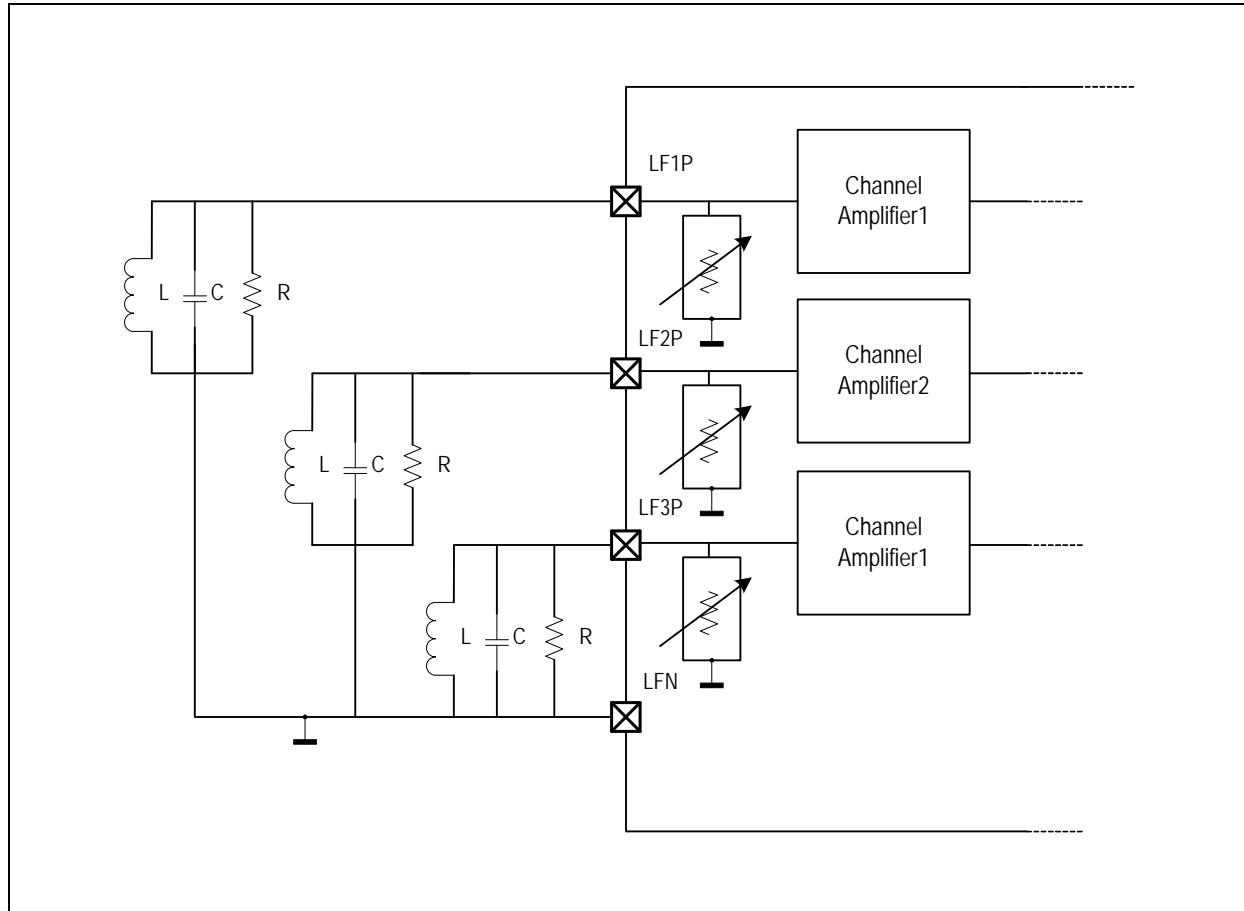 LF1P
Channel
Amplifier1
L C R
LF2P
Channel
Amplifier2
L C R
LF3P
Channel
Amplifier1
L C R
LFN